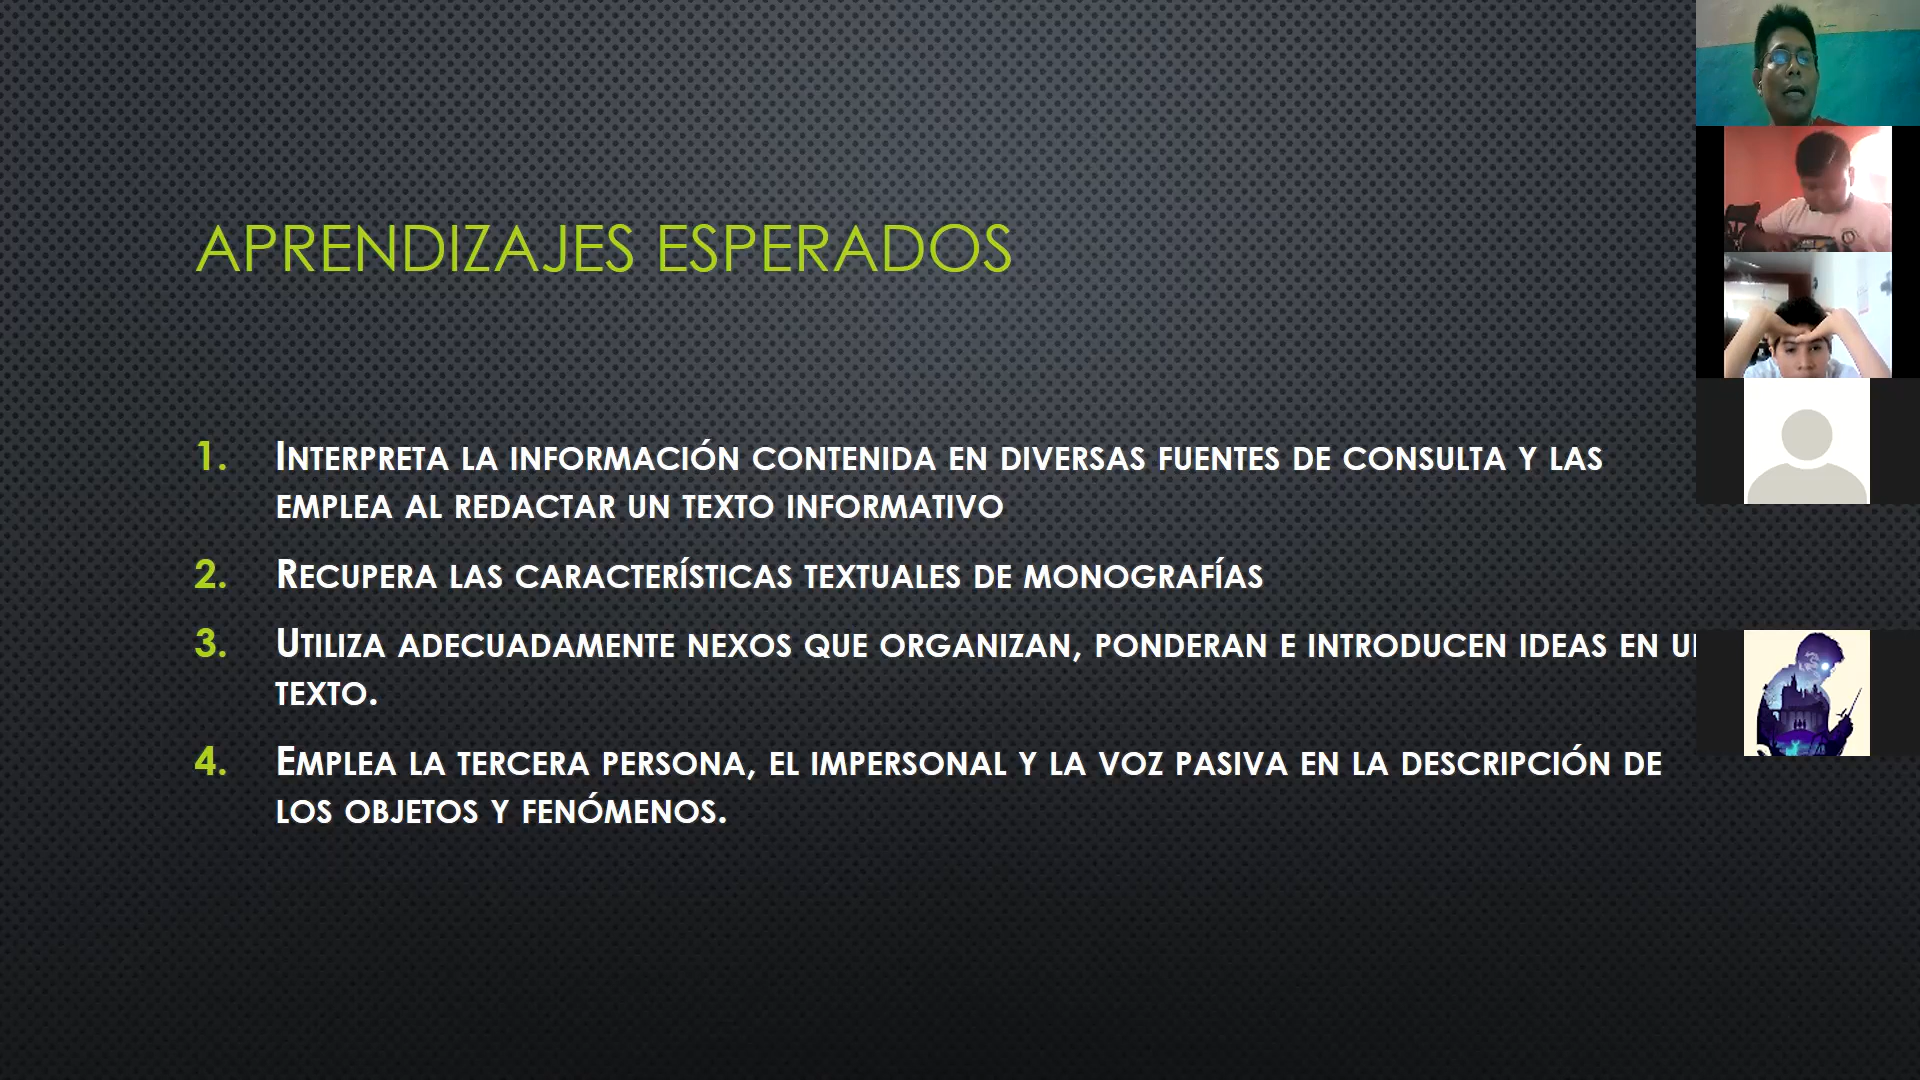 APRENDIZAJES ESPERADOS
1. INTERPRETA LA INFORMACIÓN CONTENIDA EN DIVERSAS FUENTES DE CONSULTA Y LAS
EMPLEA AL REDACTAR UN TEXTO INFORMATIVO
2. RECUPERA LAS CARACTERÍSTICAS TEXTUALES DE MONOGRAFÍAS
3. UTILIZA ADECUADAMENTE NEXOS QUE ORGANIZAN, PONDERAN E INTRODUCEN IDEAS EN
TEXTO.
4. EMPLEA LA TERCERA PERSONA, EL IMPERSONAL Y LA VOZ PASIVA EN LA DESCRIPCIÓN DE
LOS OBJETOS Y FENÓMENOS.